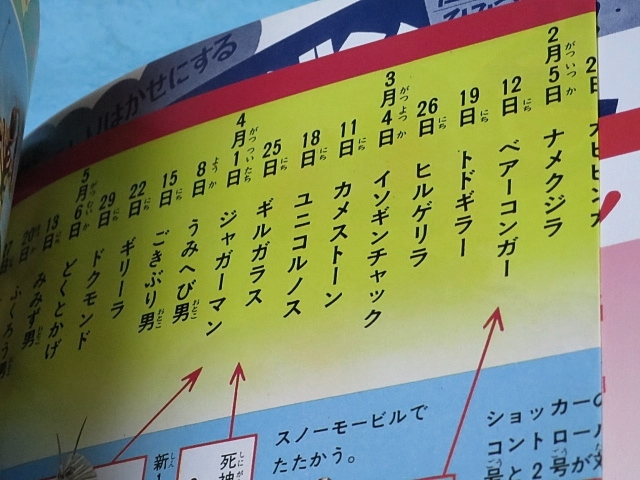 2月5日 ナメクジラ
12日 ベアーコンガー
19日 トドギラー
26日 ヒルゲリラ
3月4日 イソギンチャック
11日 カメストーン
18日 ユニコルノス
25日 ギルガラス
4月1日 ジャガーマン
8日 うみへび男
15日 ごきぶり男
22日 ギリーラ
29日 ドクモンド
5月6日 どくとかげ
13日 みみず男
20日 ふくろう男
ショッカーの
コントロール
号と2号が
スノーモービルで
たたかう。
死神
新1
はかせにする